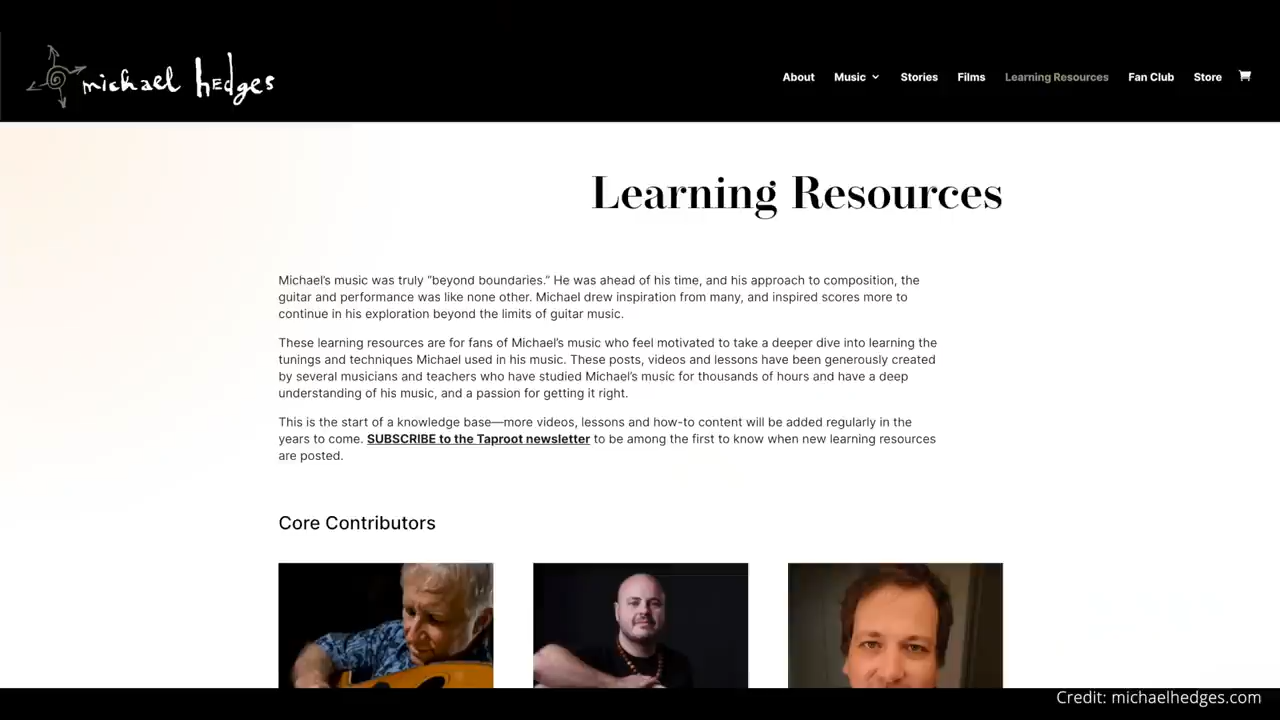 michael hedges
About Music Stories Films Learning Resources Fan Club Store
Learning Resources
Michael's music was truly "beyond boundaries." He was ahead of his time, and his approach to composition, the
guitar and performance was like none other. Michael drew inspiration from many, and inspired scores more to
continue in his exploration beyond the limits of guitar music.
These learning resources are for fans of Michael's music who feel motivated to take a deeper dive into learning the
tunings and techniques Michael used in his music. These posts, videos and lessons have been generously created
by several musicians and teachers who have studied Michael's music for thousands of hours and have a deep
understanding of his music, and a passion for getting it right.
This is the start of a knowledge base—more videos, lessons and how-to content will be added regularly in the
years to come. SUBSCRIBE to the Taproot newsletter to be among the first to know when new learning resources
are posted.
Core Contributors
Credit: michaelhedges.com